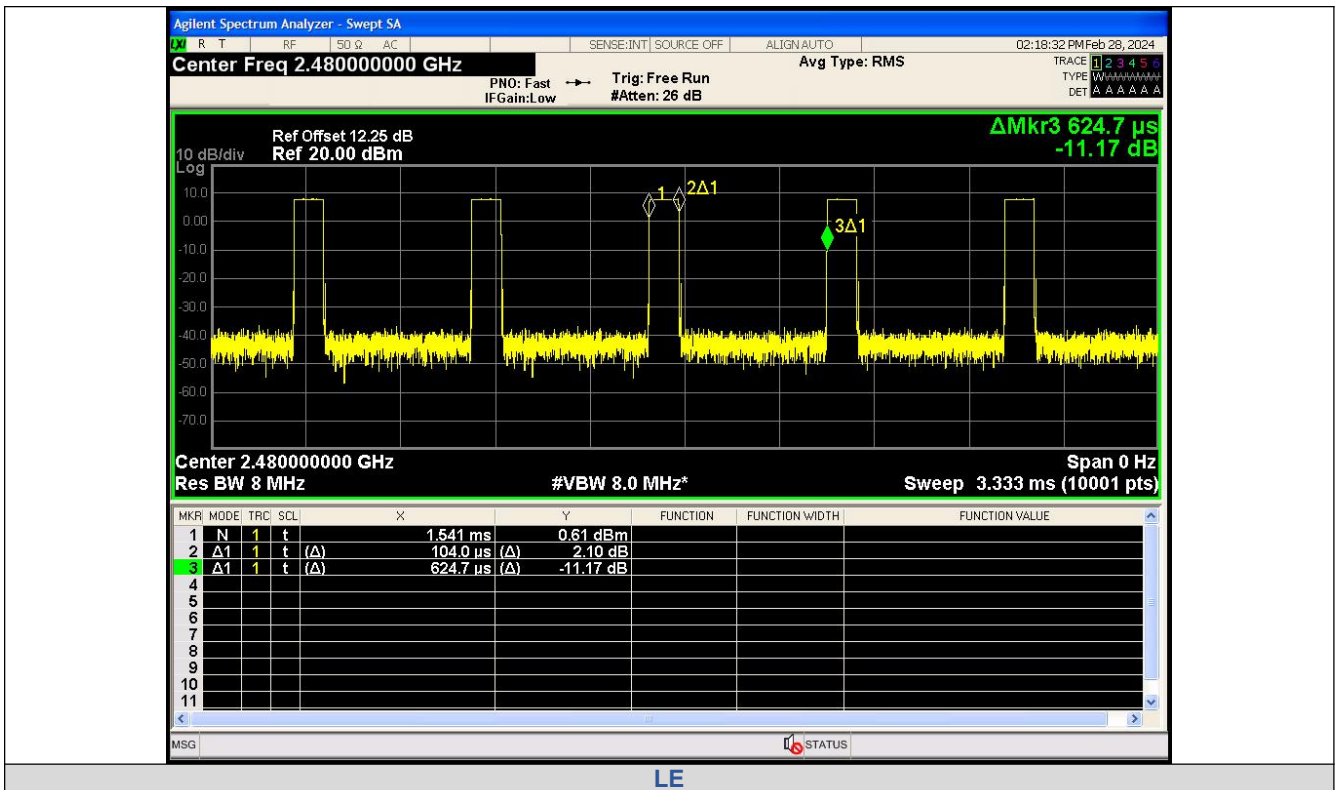 Agilent Spectrum Analyzer - Swept SA
LXI R T RF 50 Ω AC SENSE:INT SOURCE OFF ALIGN AUTO 02:18:32 PM Feb 28, 2024
Center Freq 2.480000000 GHz Avg Type: RMS TRACE 1 2 3 4 5 6
PNO: Fast Trig: Free Run TYPE W
IFGain:Low #Atten: 26 dB DET A A A A A A
ΔMkr3 624.7 µs
Ref Offset 12.25 dB
10 dB/div Ref 20.00 dBm -11.17 dB
Log
10.0
0.00
-10.0
-20.0
-30.0
-40.0
-50.0
-60.0
-70.0
1 2Δ1
3Δ1
Center 2.480000000 GHz Span 0 Hz
Res BW 8 MHz #VBW 8.0 MHz* Sweep 3.333 ms (10001 pts)
MKR MODE TRC SCL X Y FUNCTION FUNCTION WIDTH FUNCTION VALUE
1 N 1 t 1.541 ms 0.61 dBm
2 Δ1 1 t (Δ) 104.0 µs (Δ) 2.10 dB
3 Δ1 1 t (Δ) 624.7 µs (Δ) -11.17 dB
4
5
6
7
8
9
10
11
MSG STATUS
LE